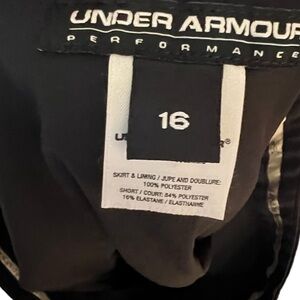 UNDER ARMOUR
PERFORMANCE
16
SKIRT & LINING / JUPE AND DOUBLURE:
100% POLYESTER
SHORT / COURT: 84% POLYESTER
16% ELASTANE / ELASTHANNE